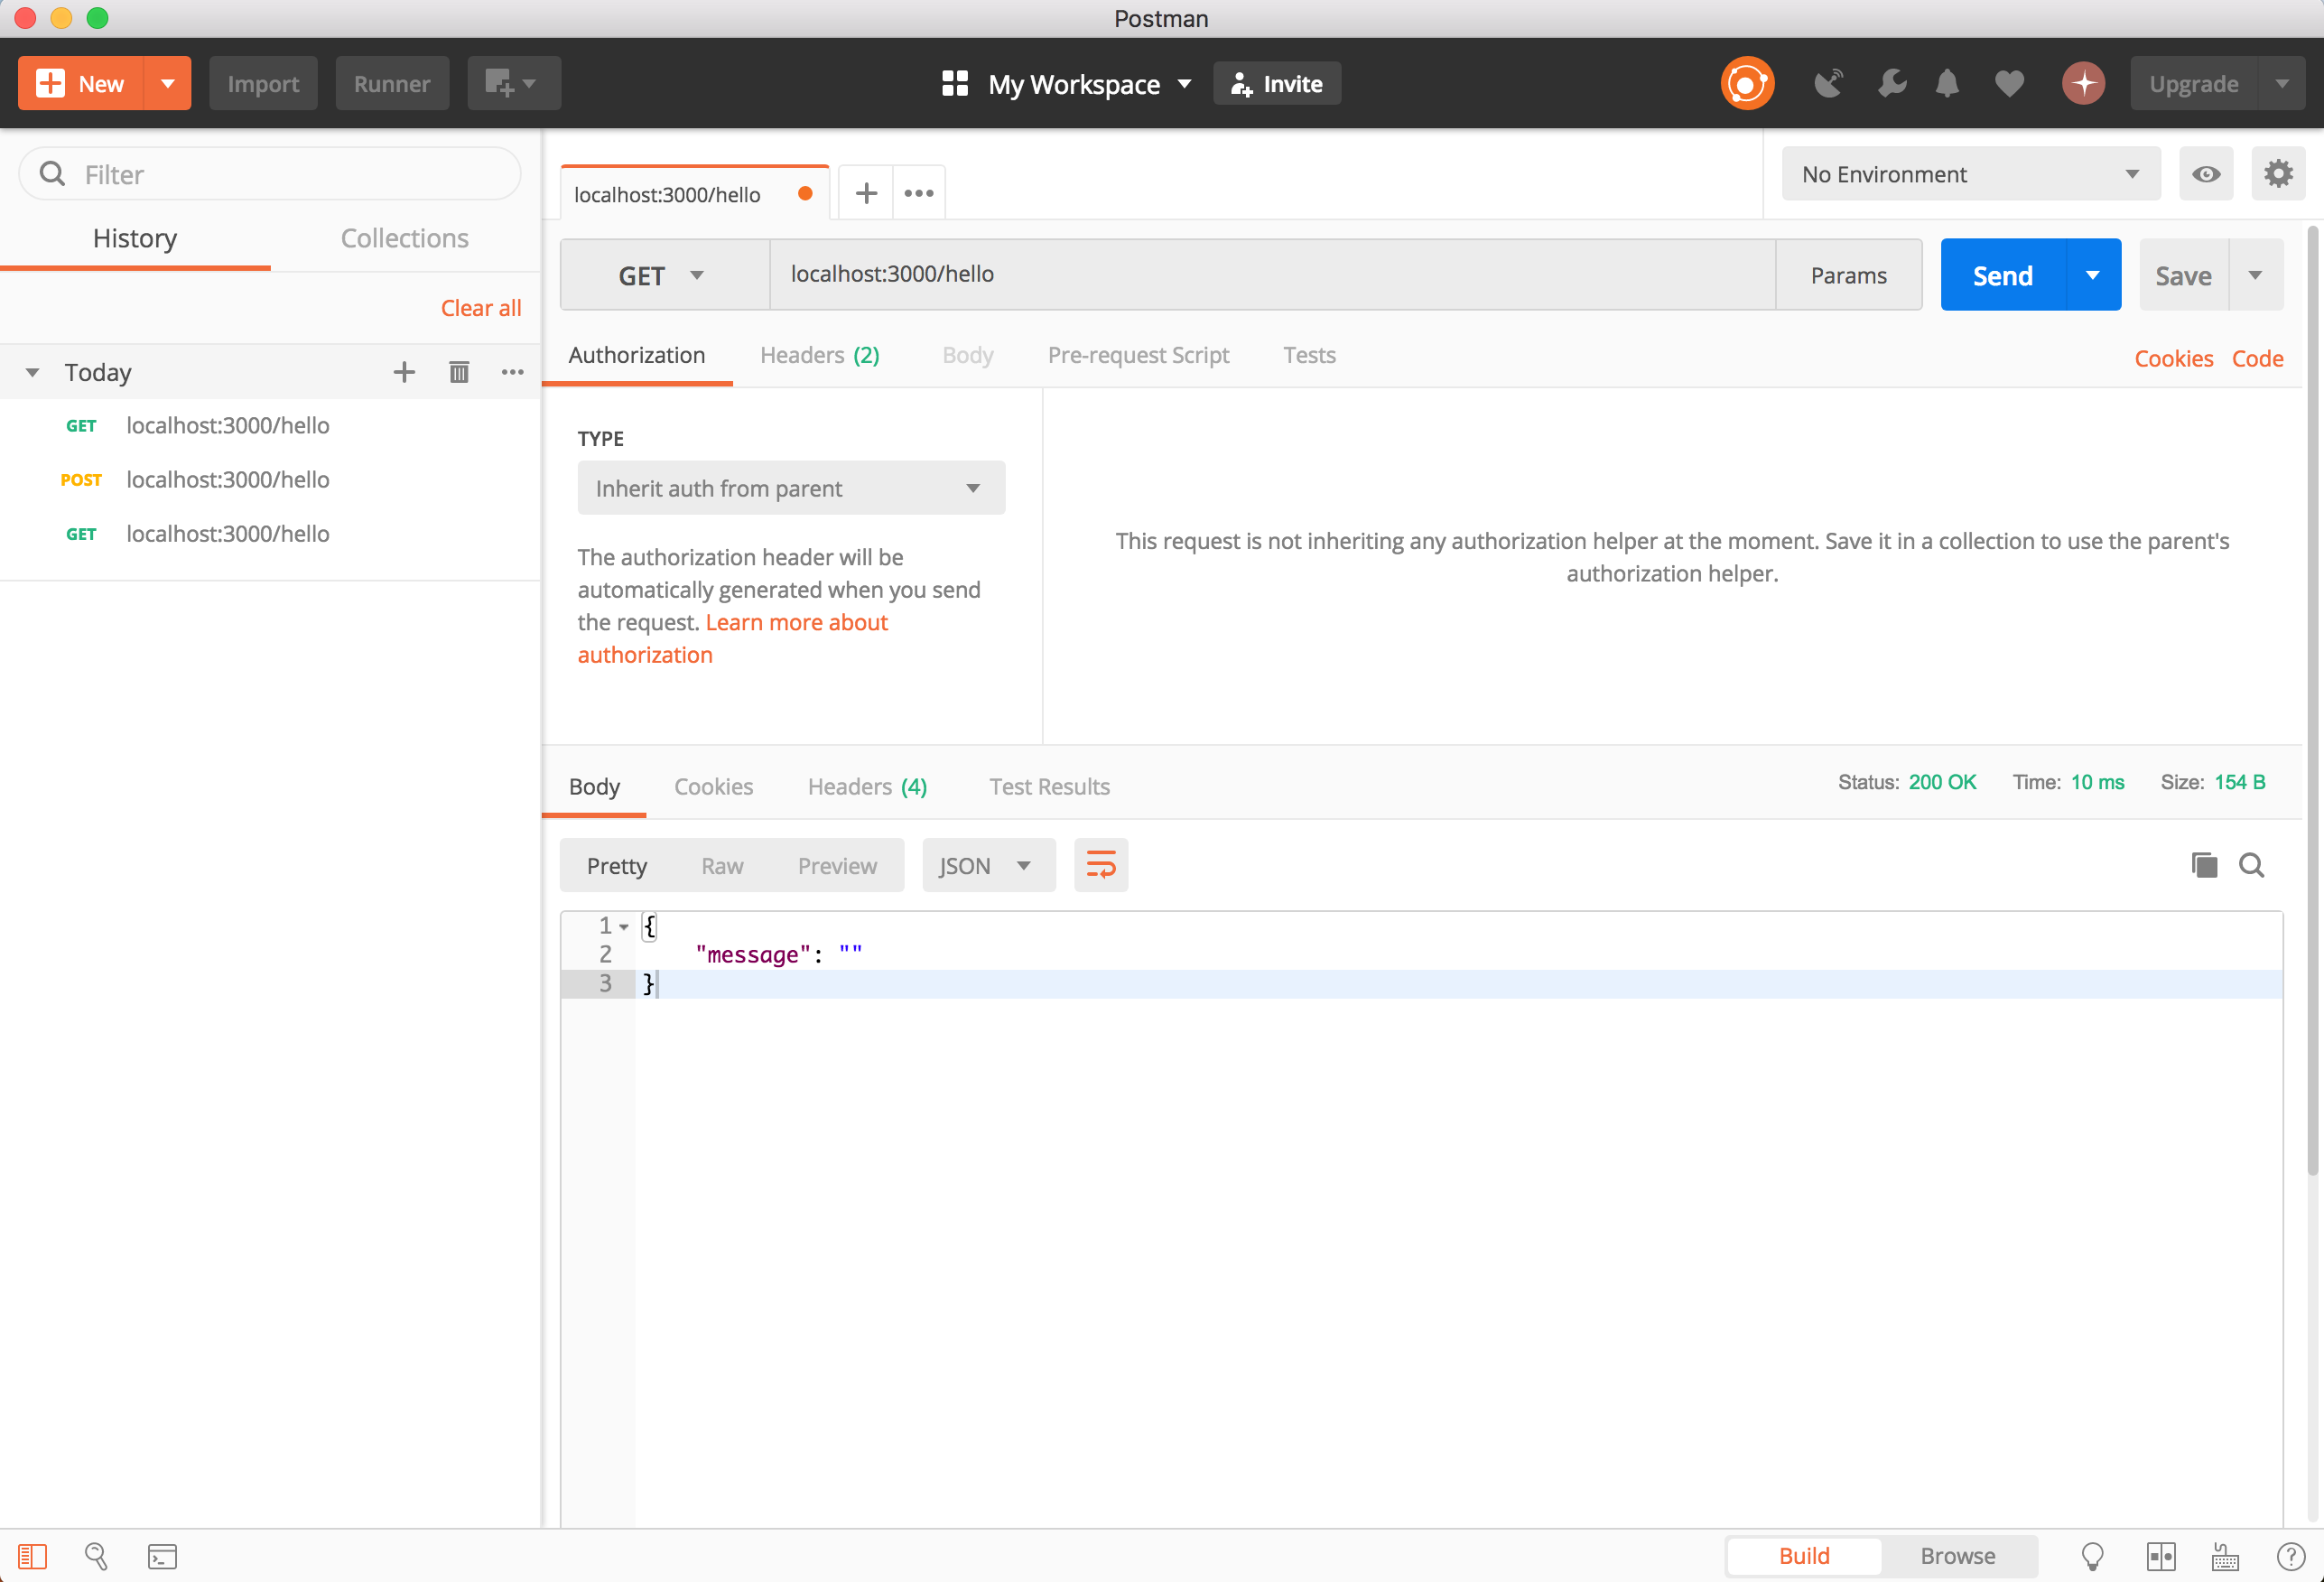 Postman
New
Import
Runner
My Workspace
Invite
Upgrade
Filter
History
Collections
Clear all
Today
GET localhost:3000/hello
POST localhost:3000/hello
GET localhost:3000/hello
localhost:3000/hello
No Environment
GET
localhost:3000/hello
Params
Send
Save
Authorization
Headers (2)
Body
Pre-request Script
Tests
Cookies
Code
TYPE
Inherit auth from parent
The authorization header will be
automatically generated when you send
the request. Learn more about
authorization
This request is not inheriting any authorization helper at the moment. Save it in a collection to use the parent's
authorization helper.
Body
Cookies
Headers (4)
Test Results
Status: 200 OK
Time: 10 ms
Size: 154 B
Pretty
Raw
Preview
JSON
1 {
2 "message": ""
3 }
Build
Browse